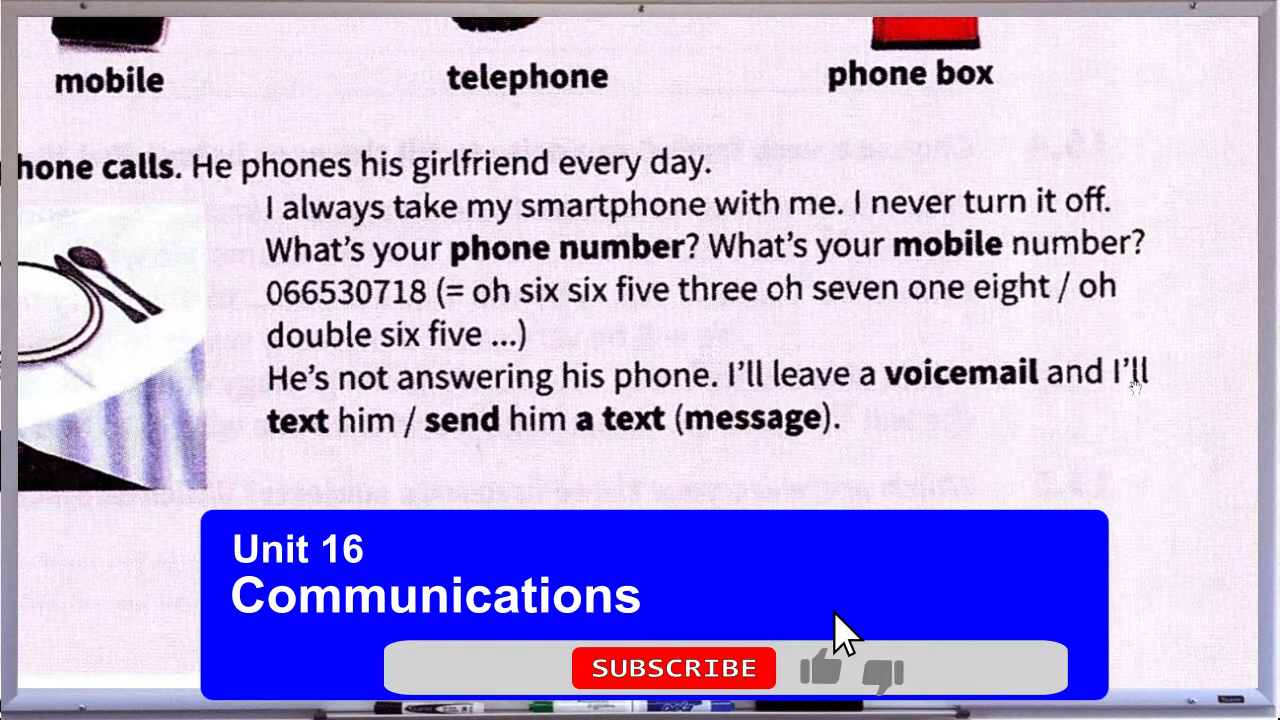 mobile telephone phone box
hone calls. He phones his girlfriend every day.
I always take my smartphone with me. I never turn it off.
What's your phone number? What's your mobile number?
066530718 (= oh six six five three oh seven one eight / oh
double six five ...)
He's not answering his phone. I'll leave a voicemail and I'll
text him / send him a text (message).
Unit 16
Communications
SUBSCRIBE